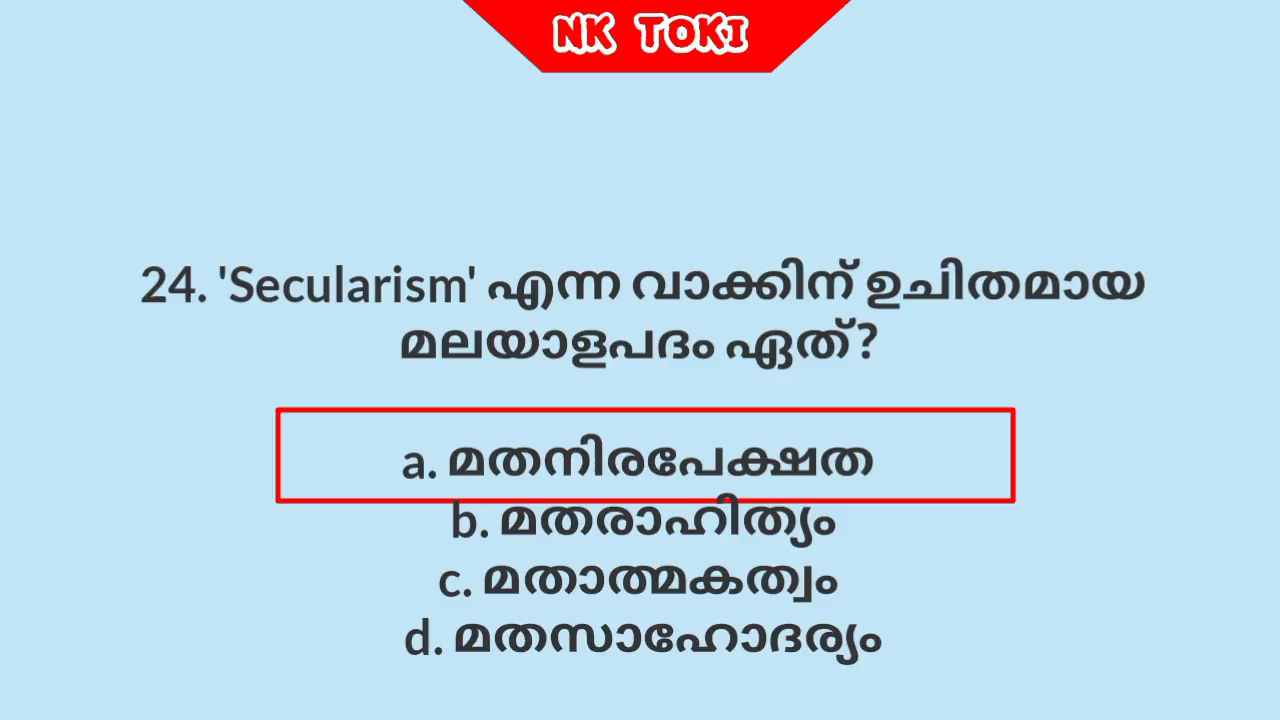 NK TOKI
24. 'Secularism' എന്ന വാക്കിന് ഉചിതമായ
മലയാളപദം ഏത്?
a. മതനിരപേക്ഷത
b. മതരാഹിത്യം
c. മതാത്മകത്വം
d. മതസാഹോദര്യം